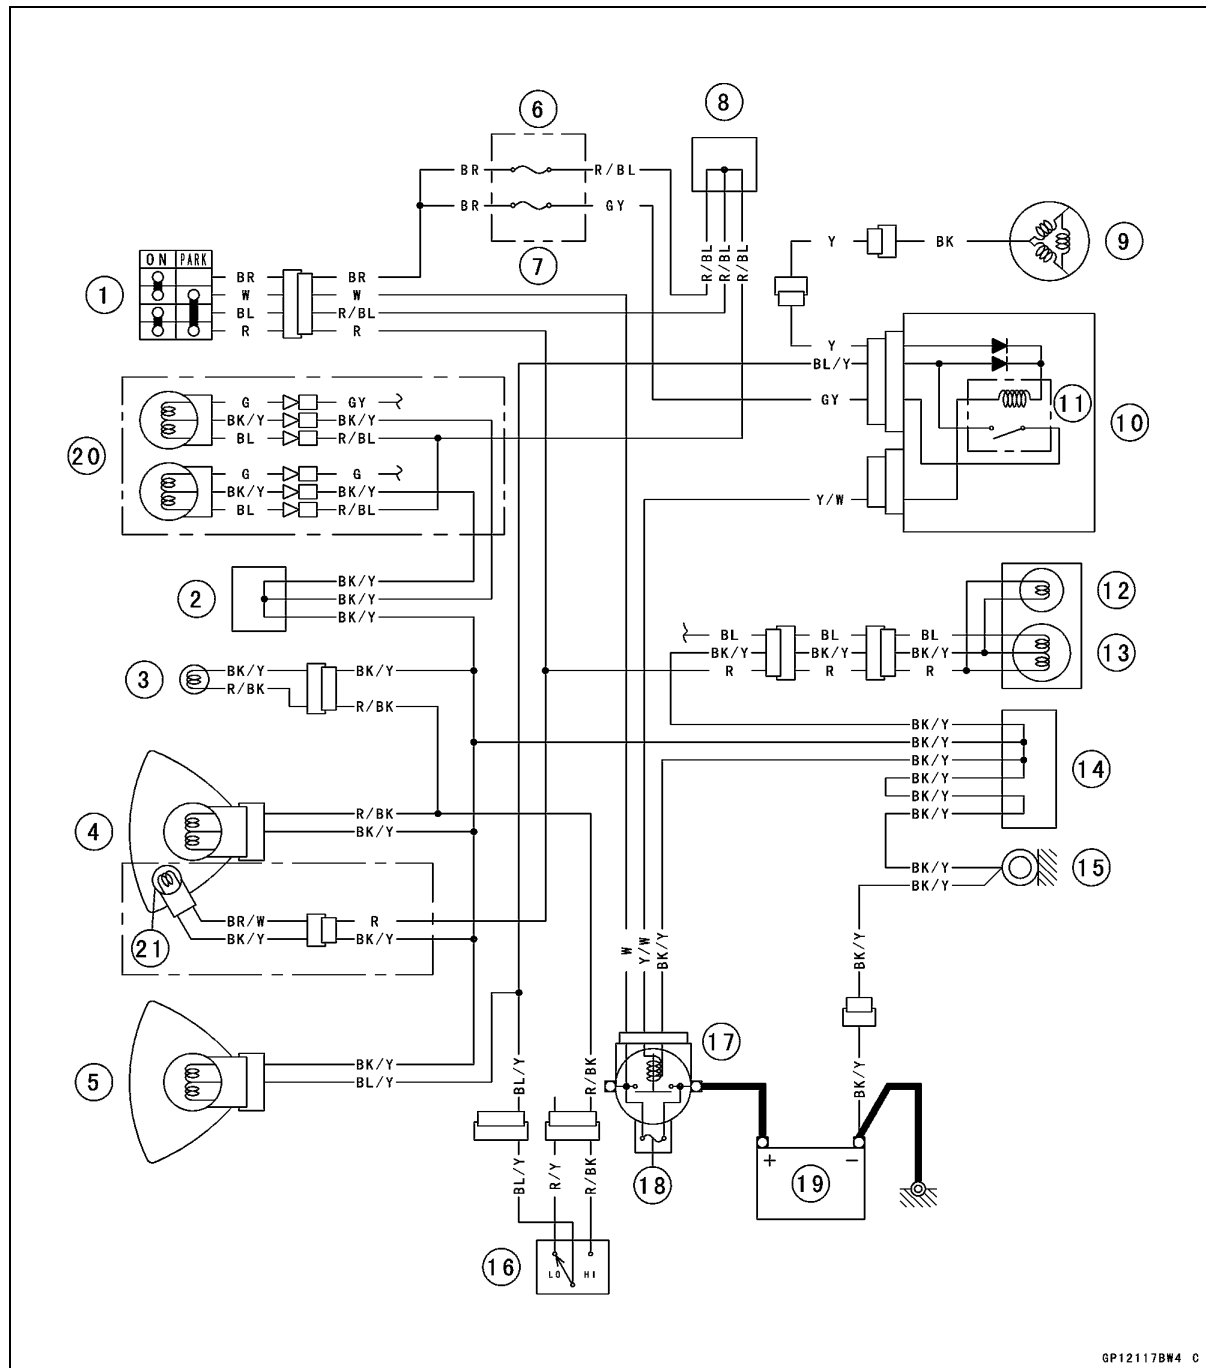 6
8
BR R/BL
BR GY
9
Y BK
7
R/BL
R/BL
R/BL
ON PARK
1
BR BR
W W
BL R/BL
R R
Y
BL/Y
GY
11
10
20
G GY
BK/Y BK/Y
BL R/BL
G G
BK/Y BK/Y
BL R/BL
Y/W
2
BK/Y
BK/Y
BK/Y
12
BL BL BL
BK/Y BK/Y BK/Y
R R R
13
3
BK/Y BK/Y
R/BK
R/BK
BK/Y
BK/Y
BK/Y
BK/Y
BK/Y
BK/Y
14
4
R/BK
BK/Y
BK/Y
BK/Y
15
21
BR/W R
BK/Y BK/Y
W
Y/W
BK/Y
BK/Y
17
5
BK/Y
BL/Y
BL/Y
R/BK
BK/Y
BL/Y
R/Y
R/BK
18
+ −
19
16
LO HI
GP12117BW4 C